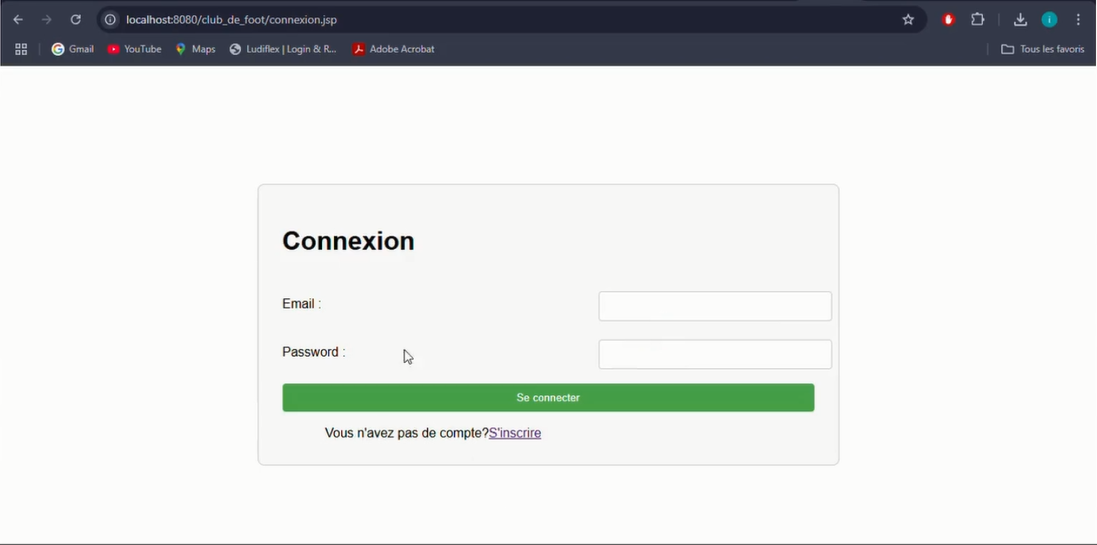 localhost:8080/club_de_foot/connexion.jsp
i
Gmail YouTube Maps Ludiflex | Login & R... Adobe Acrobat Tous les favoris
Connexion
Email :
Password :
Se connecter
Vous n'avez pas de compte?S'inscrire